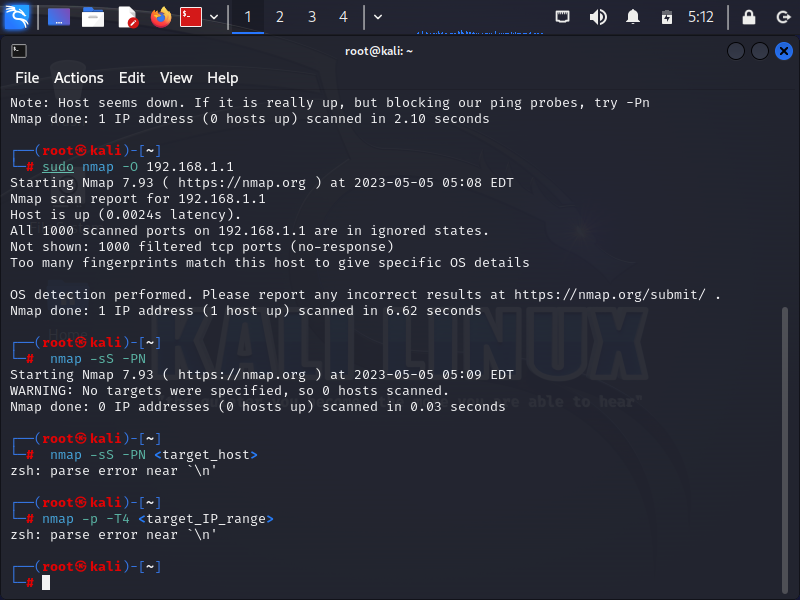 1 2 3 4
5:12
root@kali: ~
File Actions Edit View Help
Note: Host seems down. If it is really up, but blocking our ping probes, try -Pn
Nmap done: 1 IP address (0 hosts up) scanned in 2.10 seconds
┌──(root㉿kali)-[~]
└─# sudo nmap -O 192.168.1.1
Starting Nmap 7.93 ( https://nmap.org ) at 2023-05-05 05:08 EDT
Nmap scan report for 192.168.1.1
Host is up (0.0024s latency).
All 1000 scanned ports on 192.168.1.1 are in ignored states.
Not shown: 1000 filtered tcp ports (no-response)
Too many fingerprints match this host to give specific OS details
OS detection performed. Please report any incorrect results at https://nmap.org/submit/ .
Nmap done: 1 IP address (1 host up) scanned in 6.62 seconds
Home
┌──(root㉿kali)-[~]
└─# nmap -sS -PN
KALI LINUX
Starting Nmap 7.93 ( https://nmap.org ) at 2023-05-05 05:09 EDT
WARNING: No targets were specified, so 0 hosts scanned.
Nmap done: 0 IP addresses (0 hosts up) scanned in 0.03 seconds
you are able to hear"
┌──(root㉿kali)-[~]
└─# nmap -sS -PN <target_host>
zsh: parse error near `\n'
┌──(root㉿kali)-[~]
└─# nmap -p -T4 <target_IP_range>
zsh: parse error near `\n'
┌──(root㉿kali)-[~]
└─#